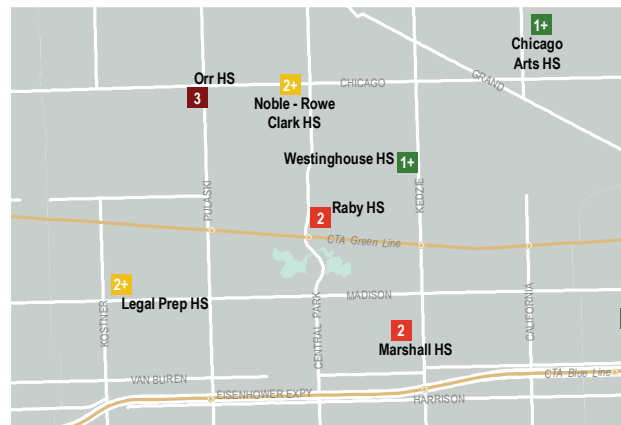 1+
Chicago
Arts HS
Orr HS
3
2+
CHICAGO
GRAND
Noble - Rowe
Clark HS
Westinghouse HS
1+
PULASKI
KEDZIE
2
Raby HS
CTA Green Line
2+
Legal Prep HS
MADISON
KOSTNER
CENTRAL PARK
CALIFORNIA
2
Marshall HS
VAN BUREN
CTA Blue Line
EISENHOWER EXPY
HARRISON